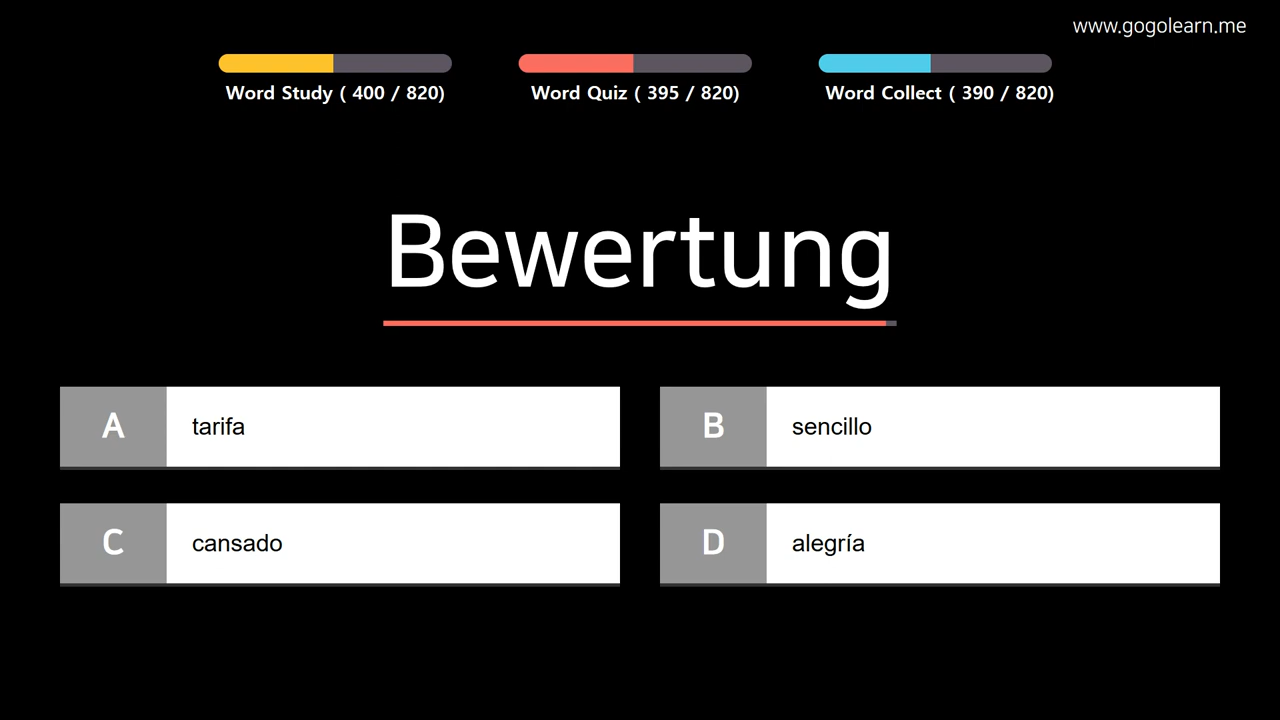 www.gogolearn.me
Word Study ( 400 / 820)
Word Quiz ( 395 / 820)
Word Collect ( 390 / 820)
Bewertung
A tarifa
B sencillo
C cansado
D alegría